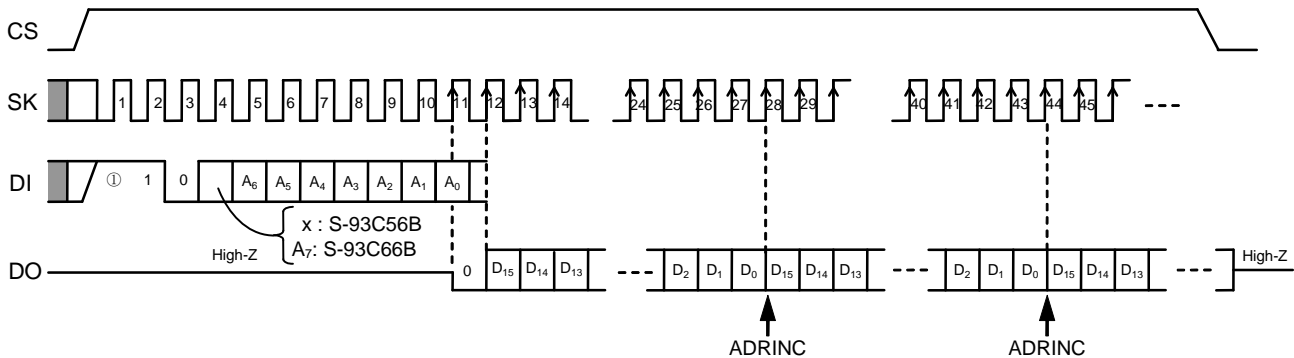 CS
SK 1 2 3 4 5 6 7 8 9 10 11 12 13 14 24 25 26 27 28 29 40 41 42 43 44 45
DI ① 1 0 A6 A5 A4 A3 A2 A1 A0
x : S-93C56B
A7: S-93C66B
High-Z
DO 0 D15 D14 D13 D2 D1 D0 D15 D14 D13 D2 D1 D0 D15 D14 D13 High-Z
ADRINC ADRINC